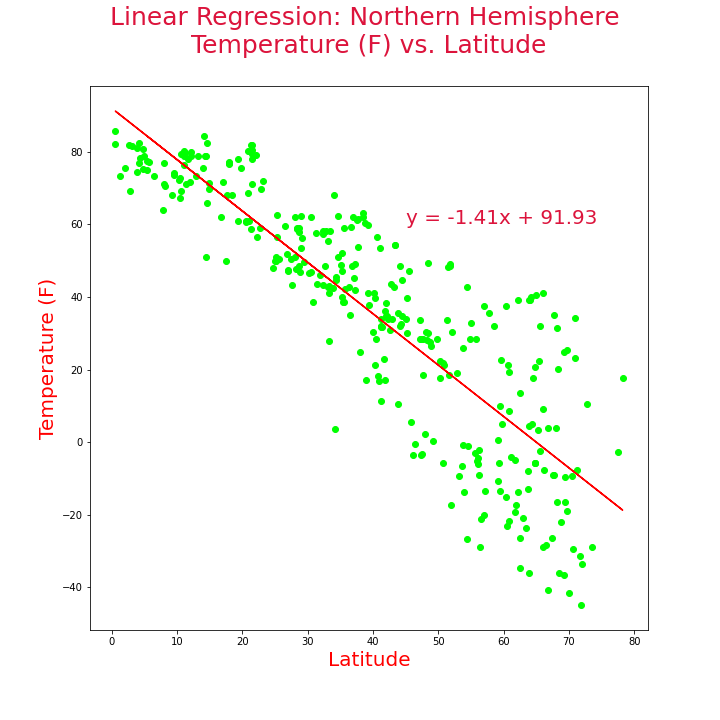 Linear Regression: Northern Hemisphere
Temperature (F) vs. Latitude
80
60
40
20
0
−20
−40
Temperature (F)
y = -1.41x + 91.93
0 10 20 30 40 50 60 70 80
Latitude